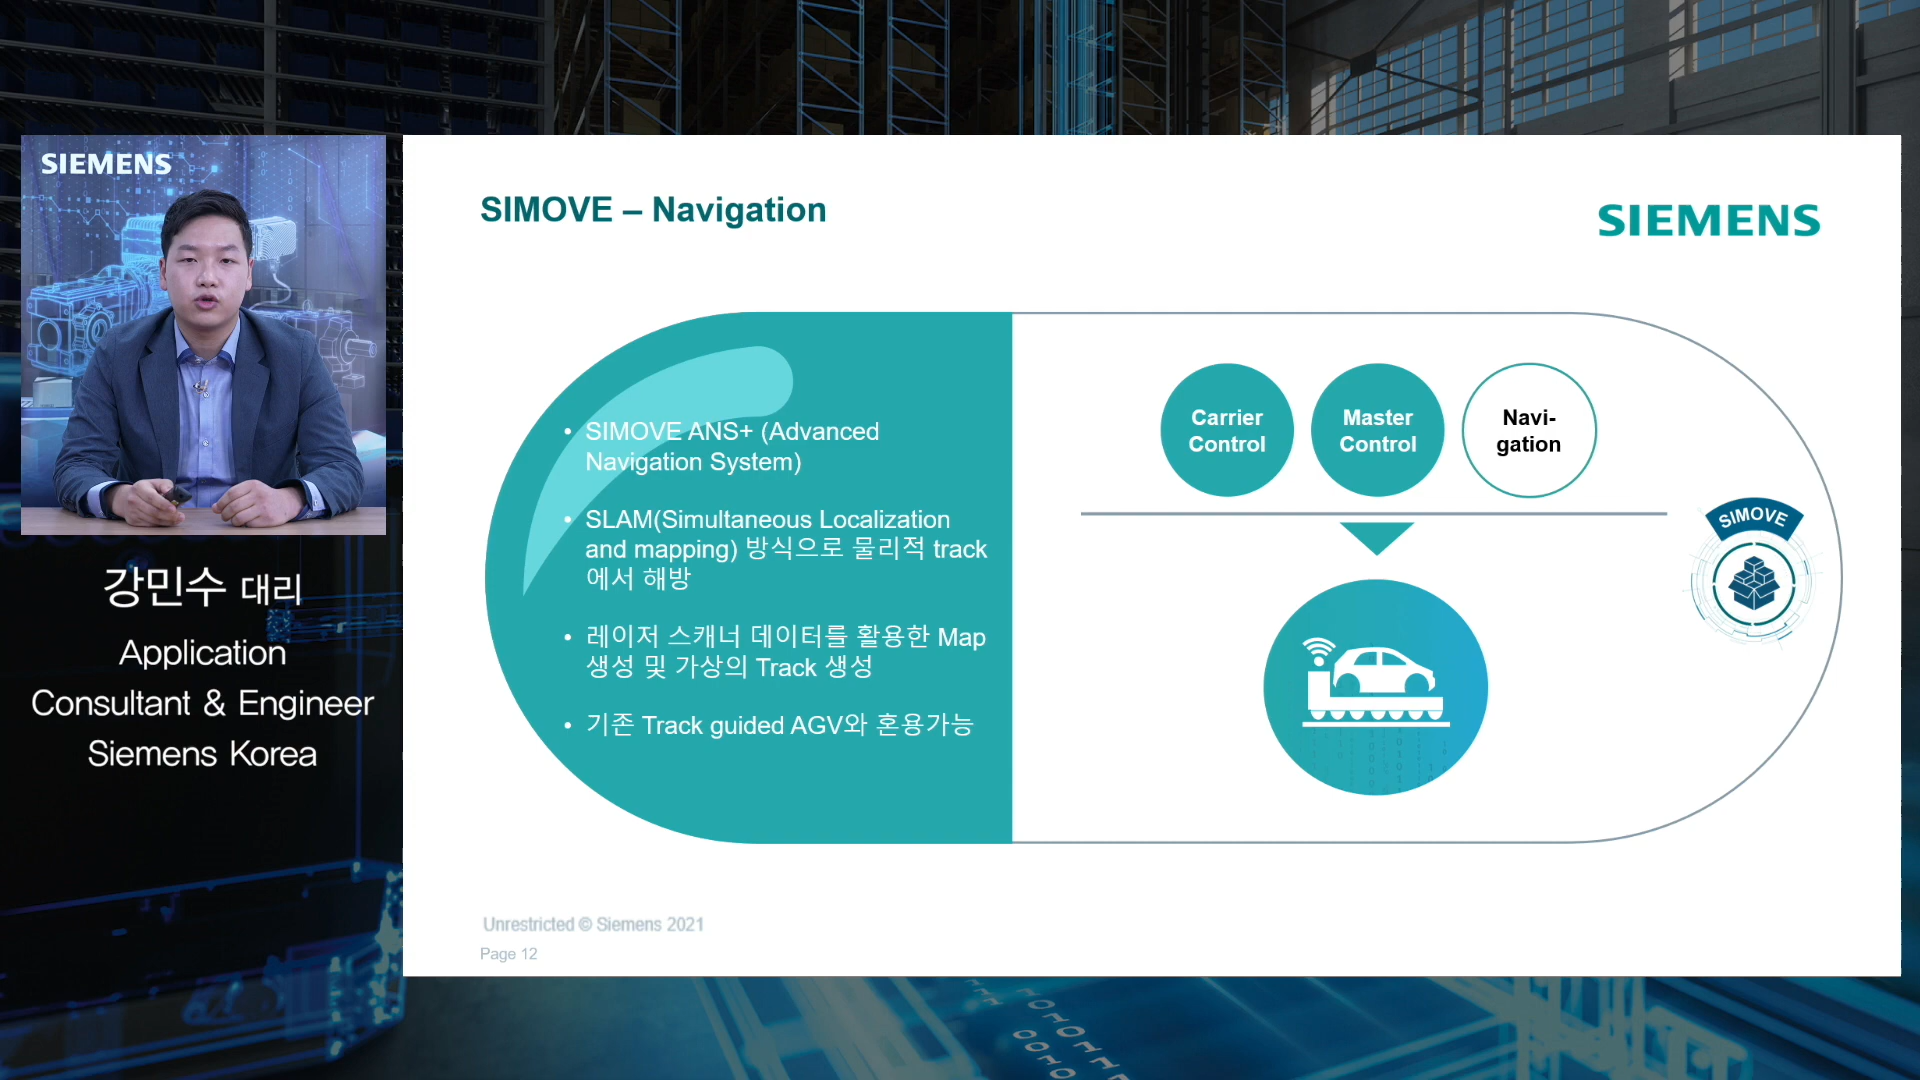 SIEMENS
강민수 대리
Application
Consultant & Engineer
Siemens Korea
SIMOVE – Navigation
SIEMENS
• SIMOVE ANS+ (Advanced
Navigation System)
• SLAM(Simultaneous Localization
and mapping) 방식으로 물리적 track
에서 해방
• 레이저 스캐너 데이터를 활용한 Map
생성 및 가상의 Track 생성
• 기존 Track guided AGV와 혼용가능
Carrier
Control
Master
Control
Navi-
gation
SIMOVE
Unrestricted © Siemens 2021
Page 12